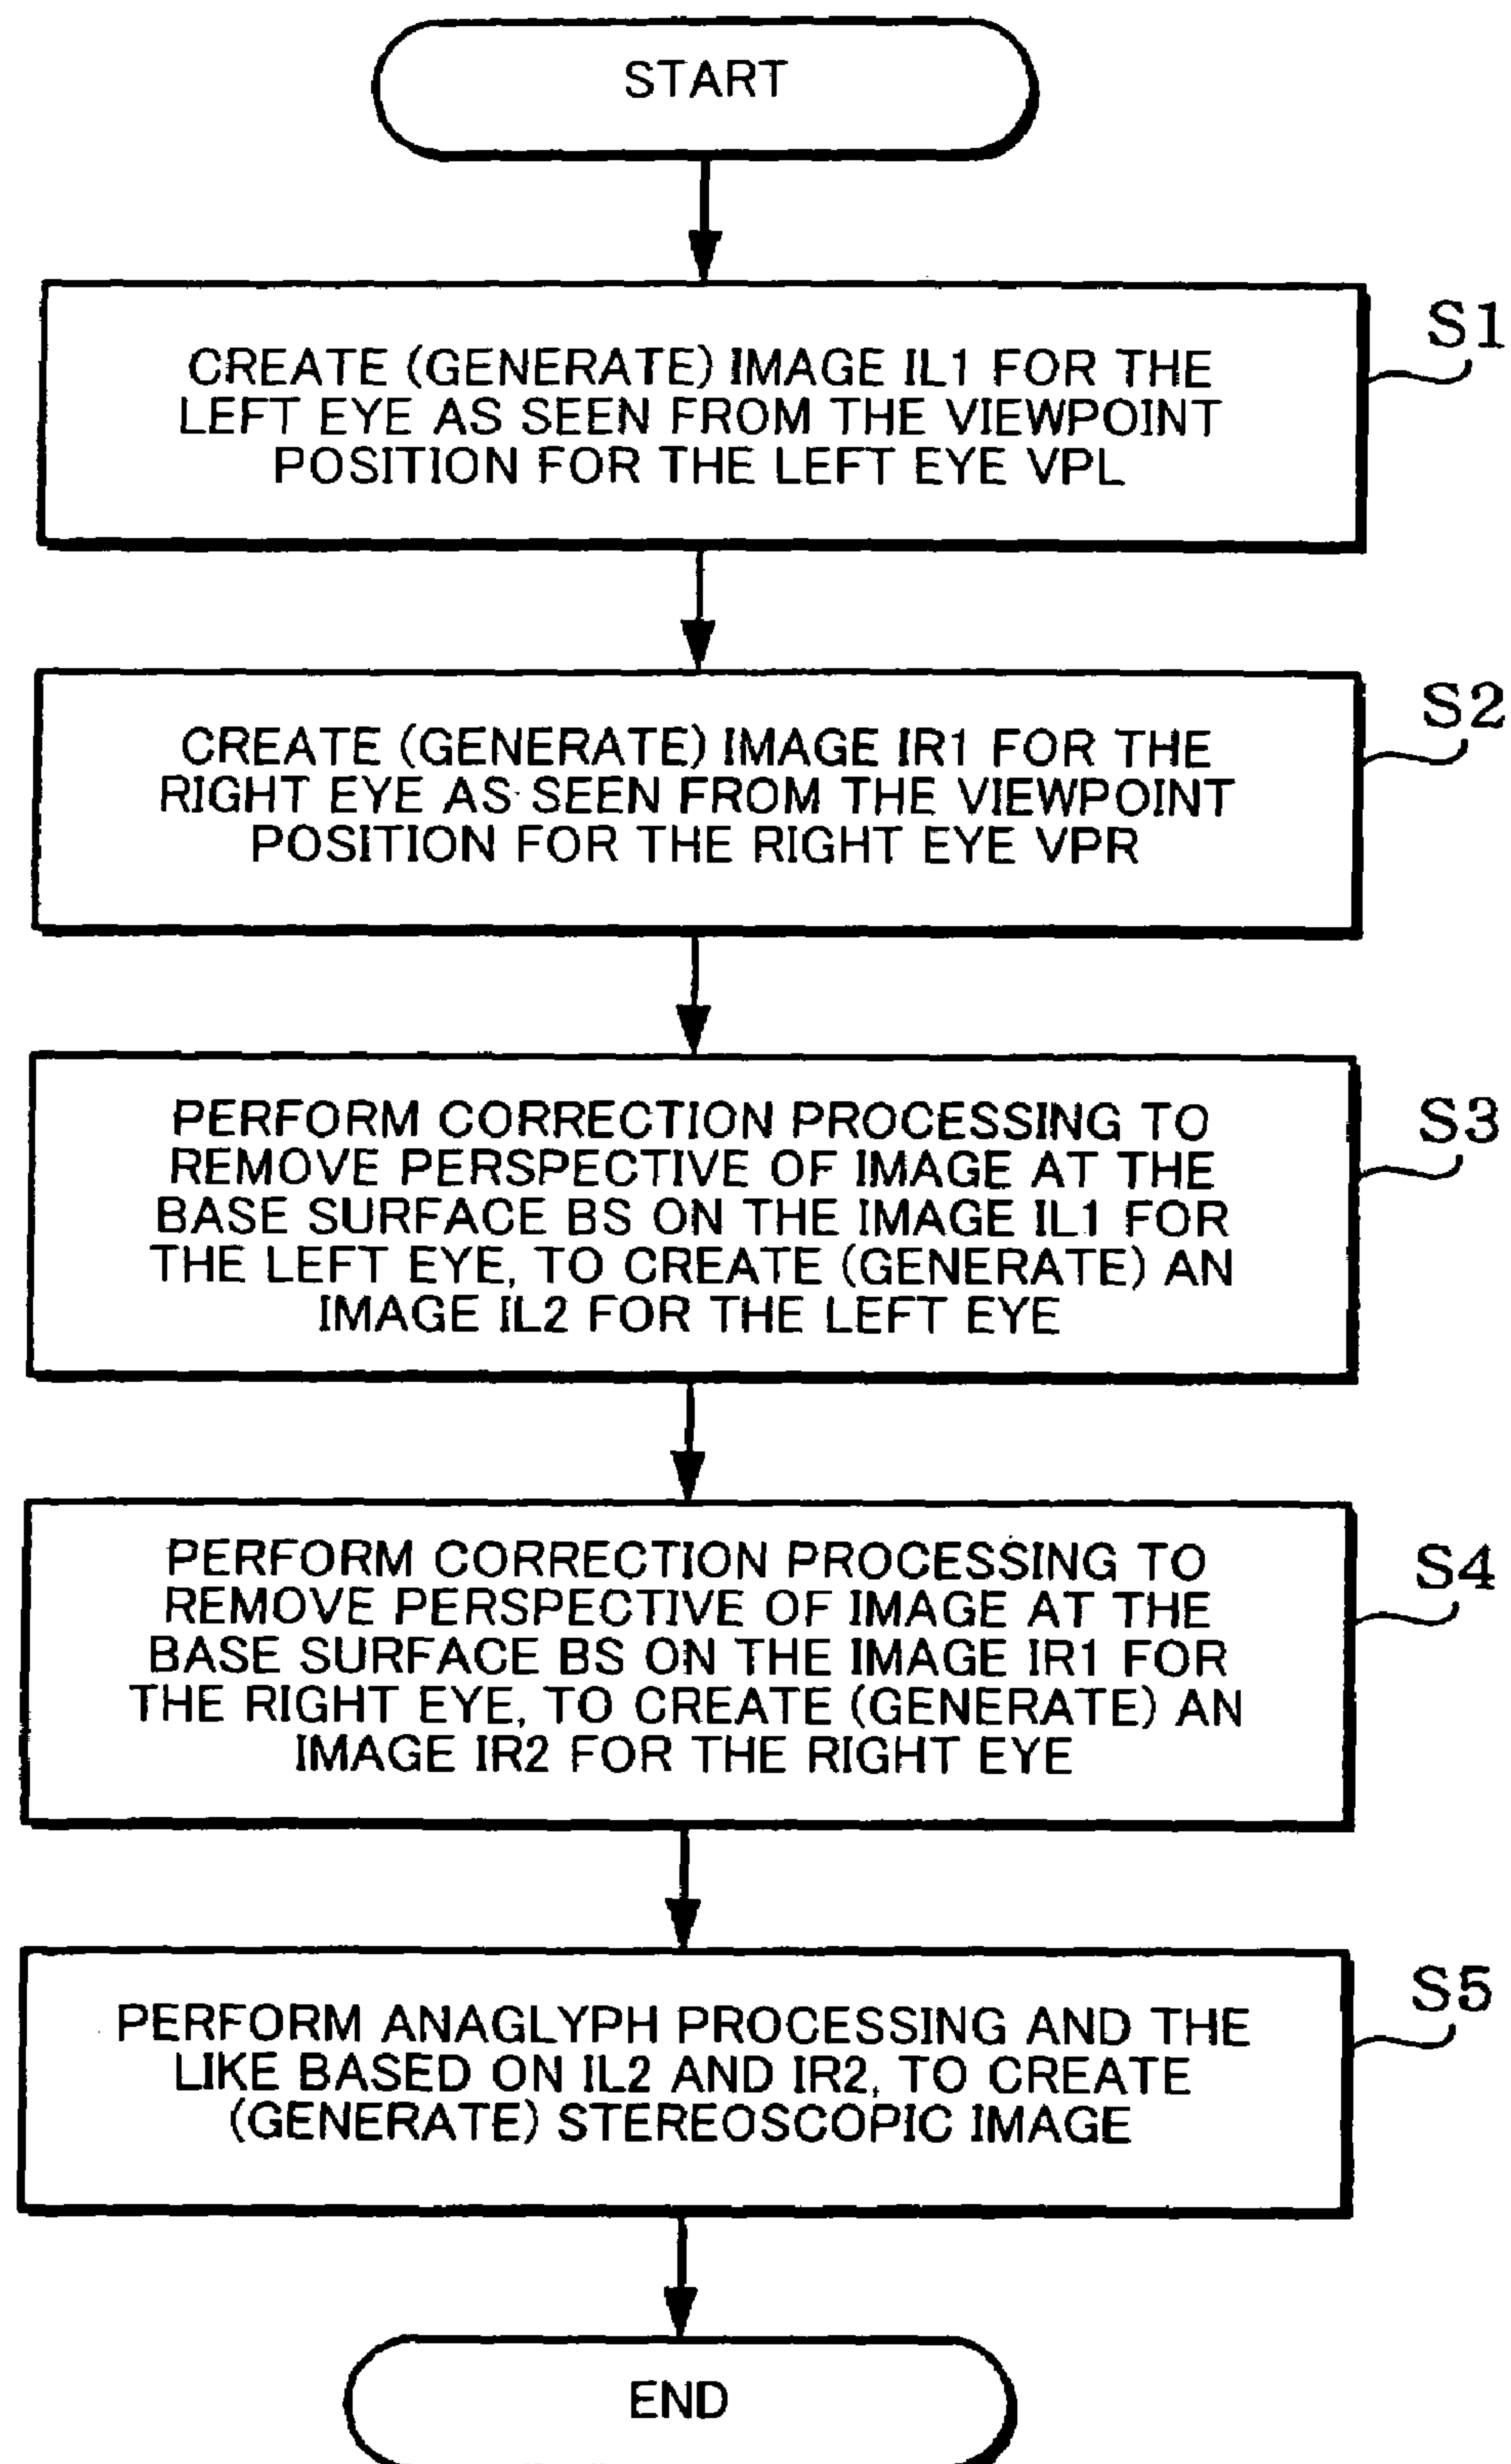 START
CREATE (GENERATE) IMAGE IL1 FOR THE
LEFT EYE AS SEEN FROM THE VIEWPOINT
POSITION FOR THE LEFT EYE VPL
S1
CREATE (GENERATE) IMAGE IR1 FOR THE
RIGHT EYE AS SEEN FROM THE VIEWPOINT
POSITION FOR THE RIGHT EYE VPR
S2
PERFORM CORRECTION PROCESSING TO
REMOVE PERSPECTIVE OF IMAGE AT THE
BASE SURFACE BS ON THE IMAGE IL1 FOR
THE LEFT EYE, TO CREATE (GENERATE) AN
IMAGE IL2 FOR THE LEFT EYE
S3
PERFORM CORRECTION PROCESSING TO
REMOVE PERSPECTIVE OF IMAGE AT THE
BASE SURFACE BS ON THE IMAGE IR1 FOR
THE RIGHT EYE, TO CREATE (GENERATE) AN
IMAGE IR2 FOR THE RIGHT EYE
S4
PERFORM ANAGLYPH PROCESSING AND THE
LIKE BASED ON IL2 AND IR2, TO CREATE
(GENERATE) STEREOSCOPIC IMAGE
S5
END